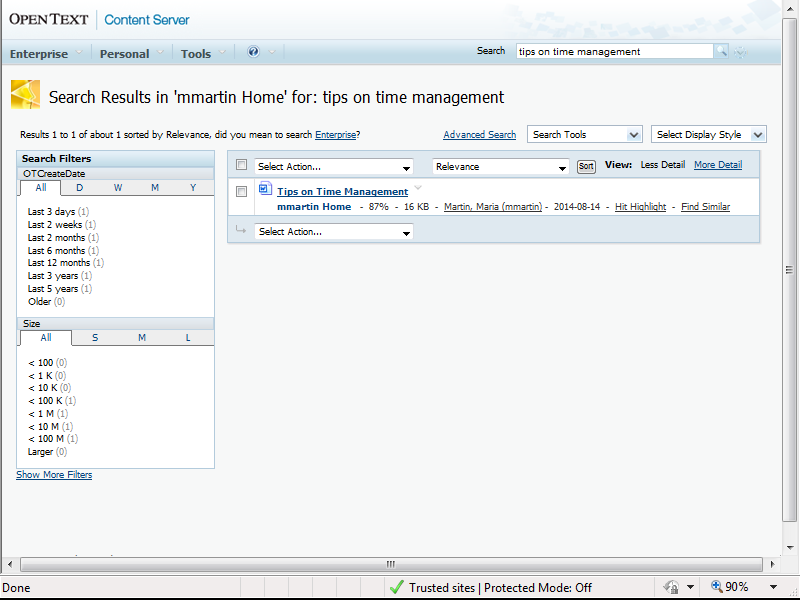 OPENTEXT | Content Server
Enterprise Personal Tools ? Search tips on time management
Search Results in 'mmartin Home' for: tips on time management
Results 1 to 1 of about 1 sorted by Relevance, did you mean to search Enterprise? Advanced Search Search Tools Select Display Style
Search Filters
OTCreateDate
All D W M Y
Last 3 days (1)
Last 2 weeks (1)
Last 2 months (1)
Last 6 months (1)
Last 12 months (1)
Last 3 years (1)
Last 5 years (1)
Older (0)
Size
All S M L
< 100 (0)
< 1 K (0)
< 10 K (0)
< 100 K (1)
< 1 M (1)
< 10 M (1)
< 100 M (1)
Larger (0)
Show More Filters
Select Action... Relevance Sort View: Less Detail More Detail
Tips on Time Management
mmartin Home - 87% - 16 KB - Martin, Maria (mmartin) - 2014-08-14 - Hit Highlight - Find Similar
Select Action...
Done Trusted sites | Protected Mode: Off 90%